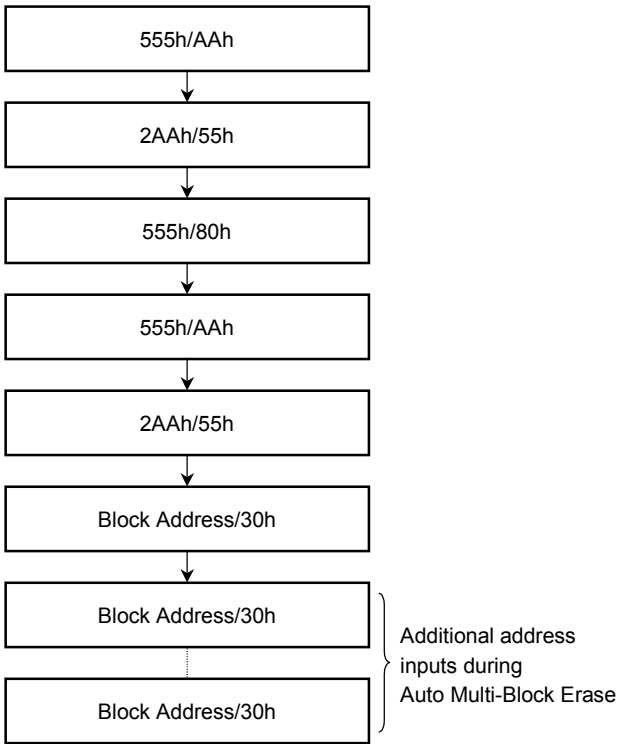 555h/AAh
2AAh/55h
555h/80h
555h/AAh
2AAh/55h
Block Address/30h
Block Address/30h
Block Address/30h
Additional address
inputs during
Auto Multi-Block Erase